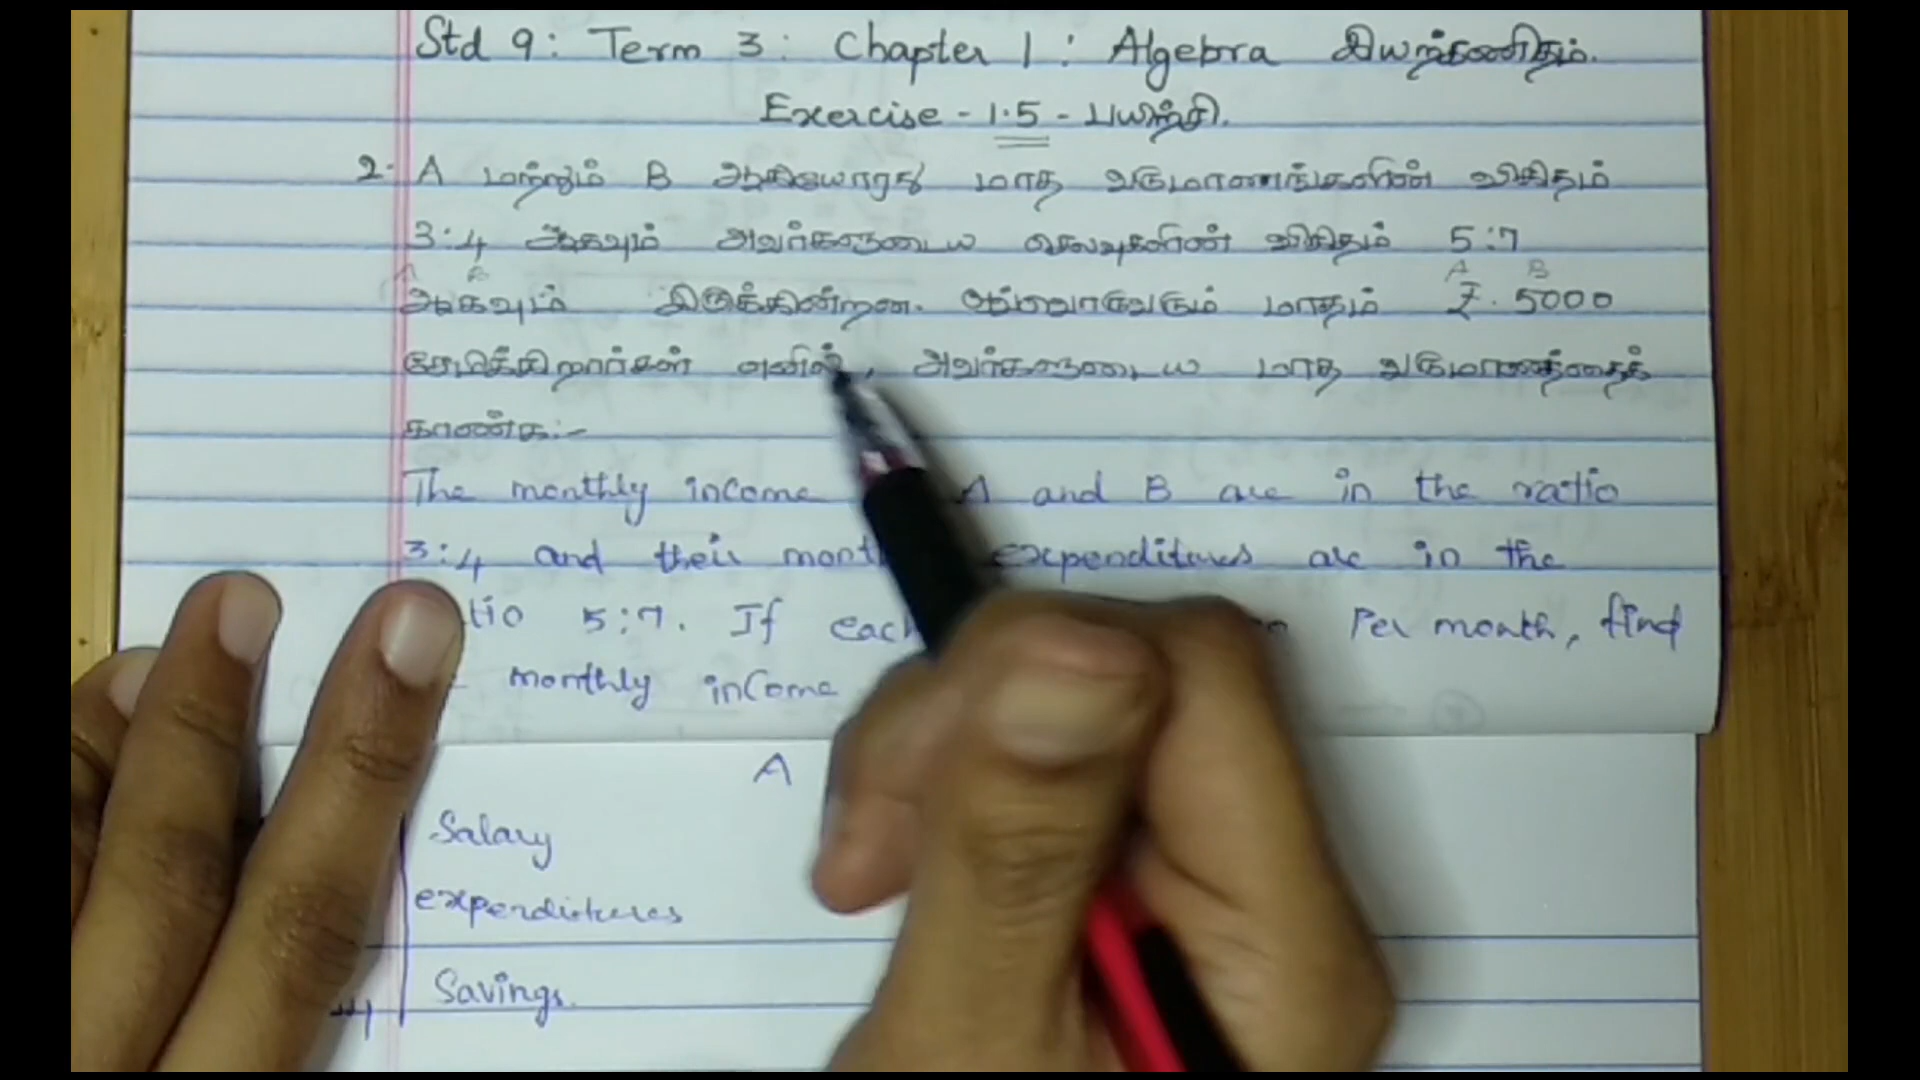 Std 9: Term 3: Chapter 1: Algebra இயற்கணிதம்.
Exercise - 1.5 - பயிற்சி.
2. A மற்றும் B ஆகியோரது மாத வருமானங்களின் விகிதம்
3:4 ஆகவும் அவர்களுடைய செலவுகளின் விகிதம் 5:7
A B A B
ஆகவும் இருக்கின்றன. ஒவ்வொருவரும் மாதம் ₹. 5000
சேமிக்கிறார்கள் எனில், அவர்களுடைய மாத வருமானத்தைக்
காண்க:-
The monthly income A and B are in the ratio
3:4 and their expenditures are in the
5:7. If each Per month, find
monthly income
A
Salary
expenditures
Savings.